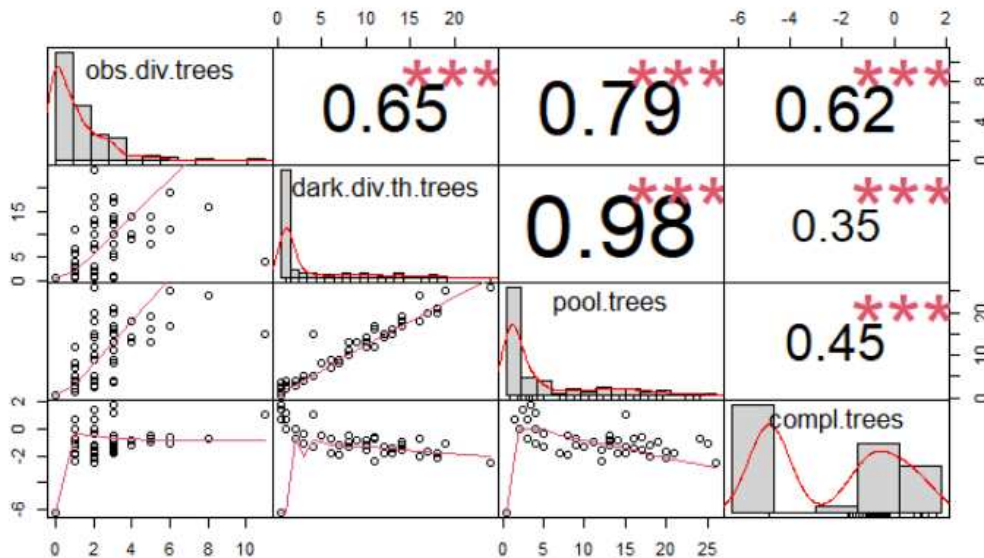 0 5 10 15 20
-6 -4 -2 0 2
obs.div.trees
0.65
***
0.79
***
0.62
***
0 4 8
0 5 15
dark.div.th.trees
0.98
***
0.35
***
pool.trees
0.45
***
0 5 10 20
-6 -2 0 2
compl.trees
0 2 4 6 8 10
0 5 10 15 20 25